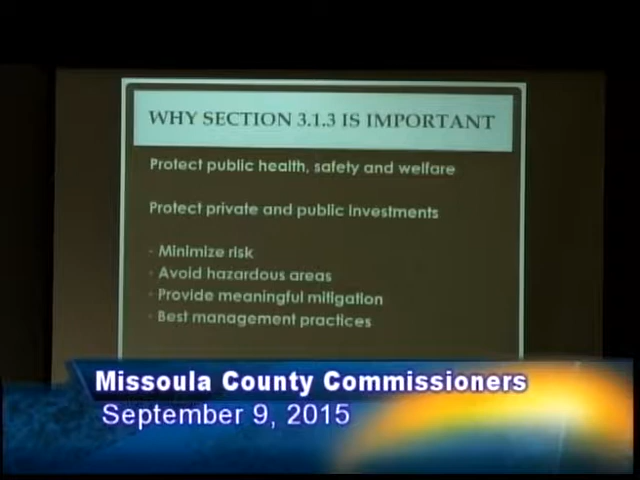 WHY SECTION 3.1.3 IS IMPORTANT
Protect public health, safety and welfare
Protect private and public investments
- Minimize risk
- Avoid hazardous areas
- Provide meaningful mitigation
- Best management practices
Missoula County Commissioners
September 9, 2015